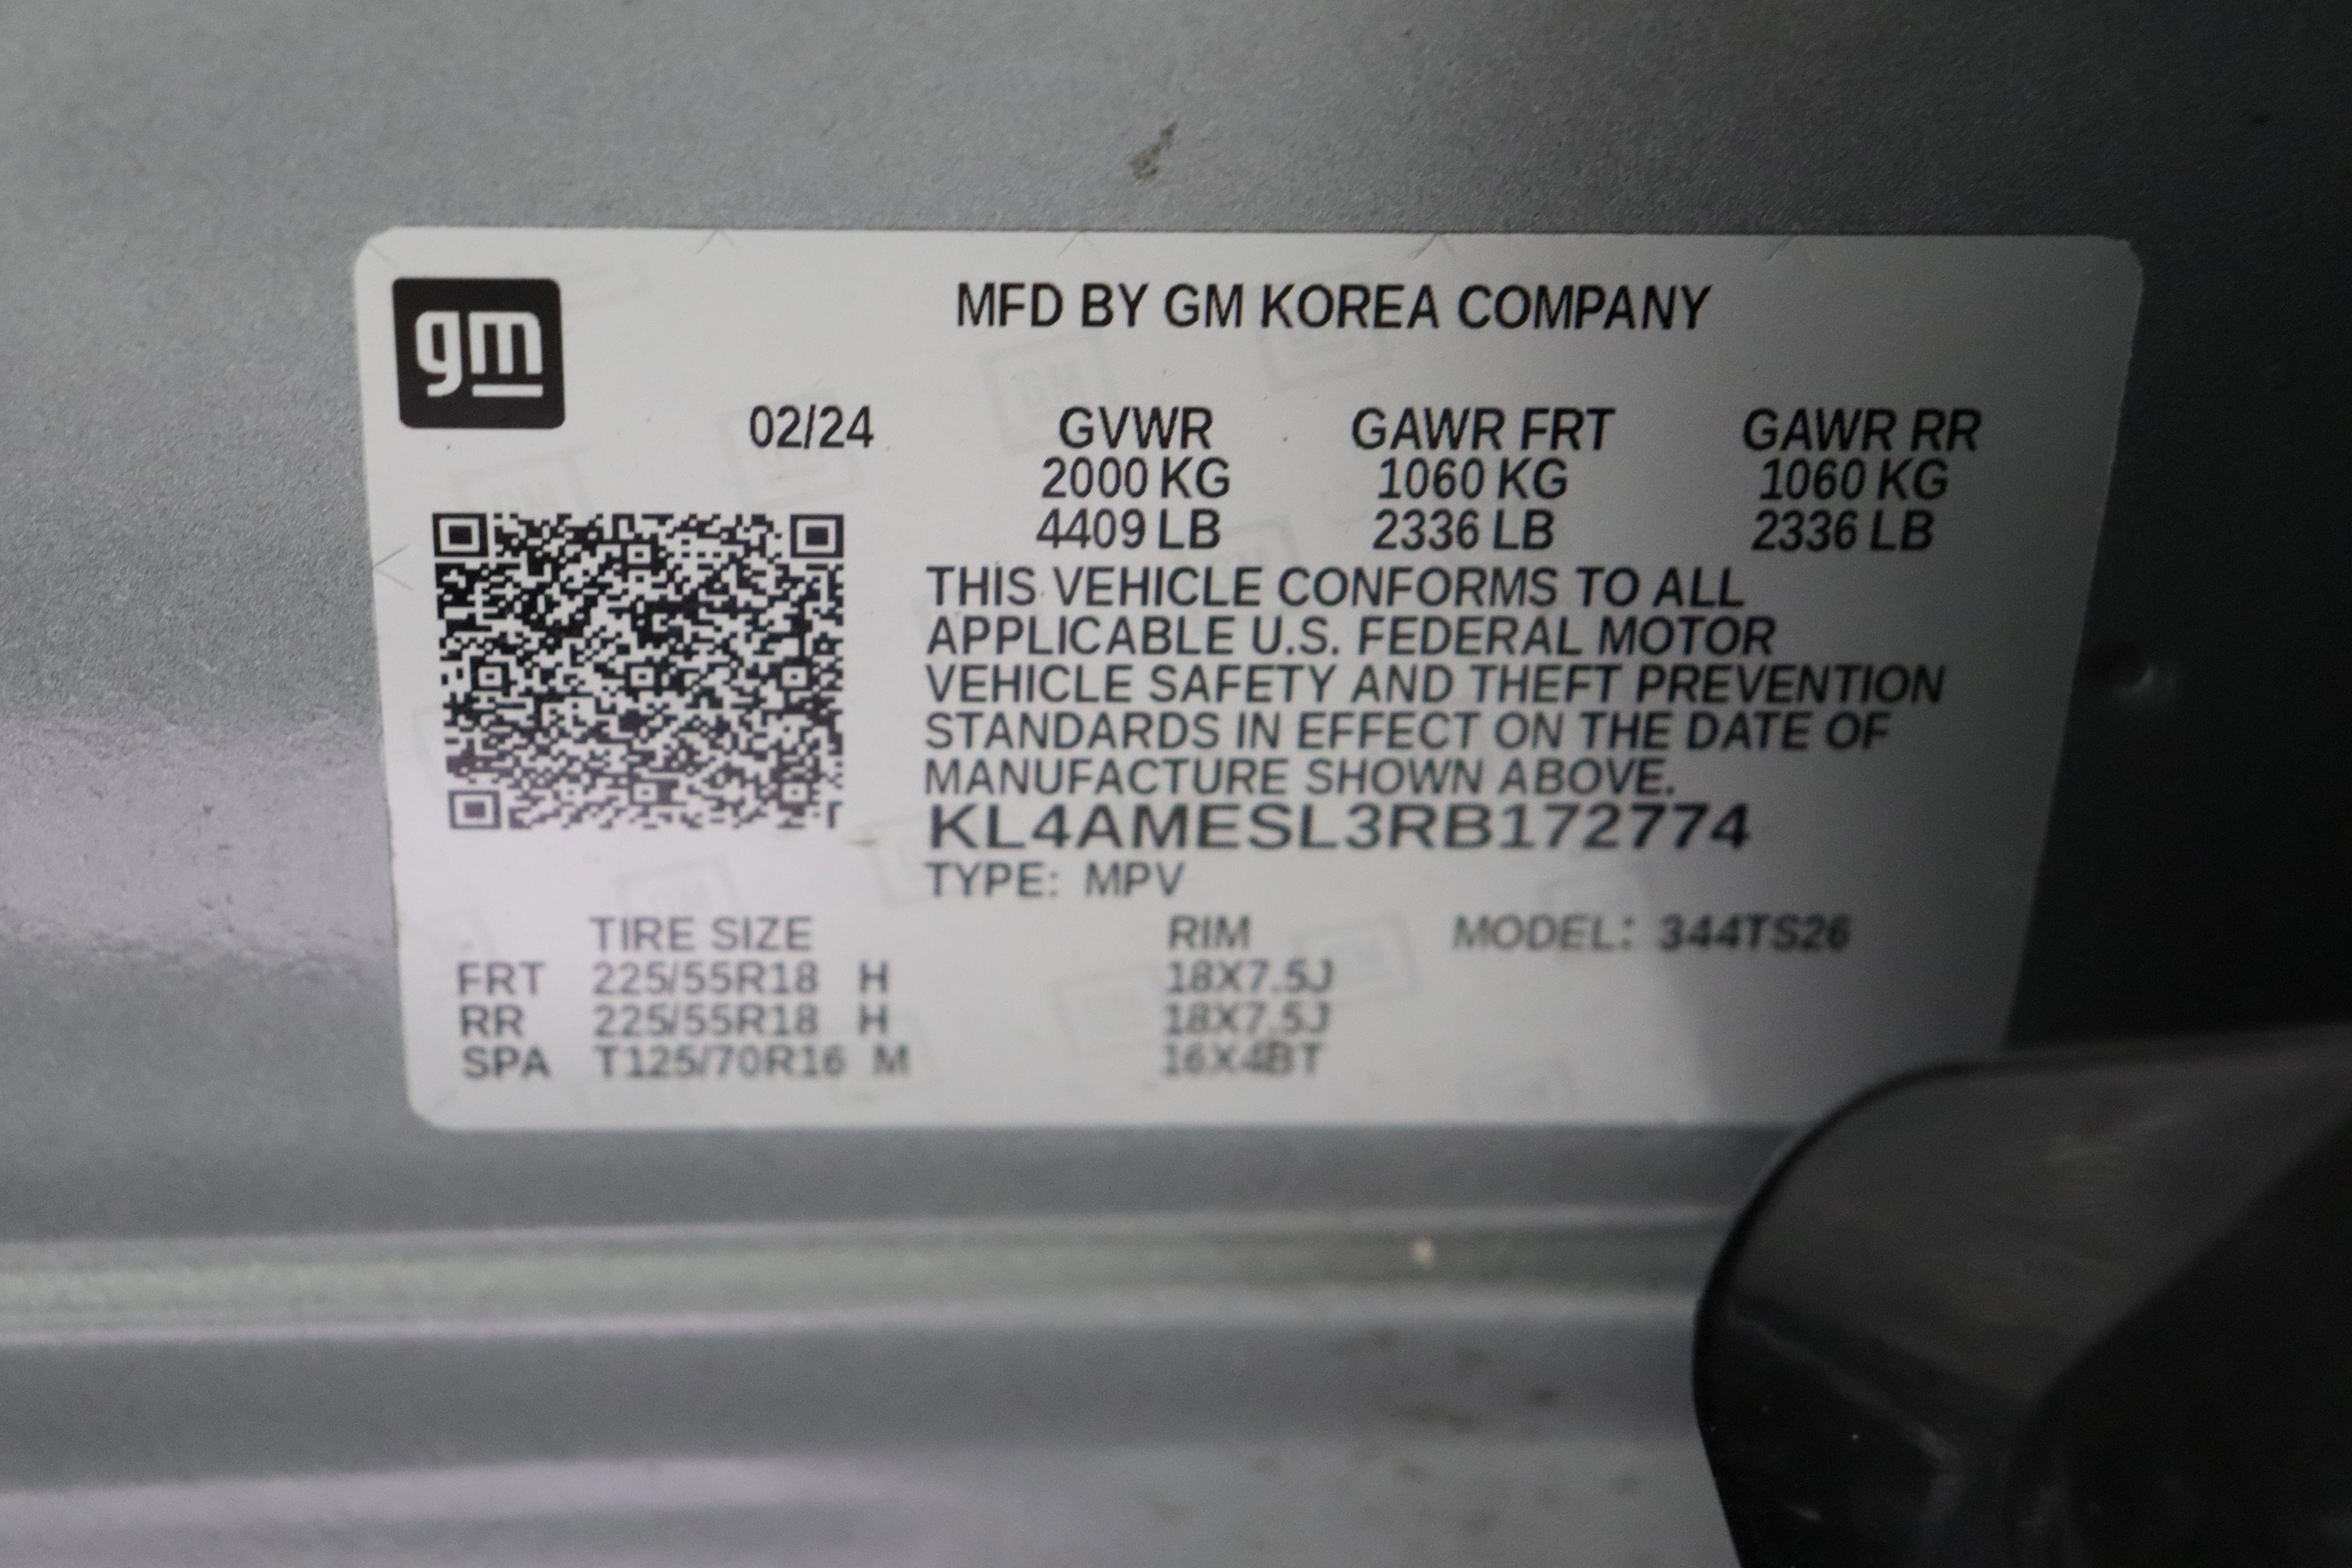 gm
MFD BY GM KOREA COMPANY
02/24 GVWR GAWR FRT GAWR RR
2000 KG 1060 KG 1060 KG
4409 LB 2336 LB 2336 LB
THIS VEHICLE CONFORMS TO ALL
APPLICABLE U.S. FEDERAL MOTOR
VEHICLE SAFETY AND THEFT PREVENTION
STANDARDS IN EFFECT ON THE DATE OF
MANUFACTURE SHOWN ABOVE.
KL4AMESL3RB172774
TYPE: MPV
TIRE SIZE RIM MODEL: 344TS26
FRT 225/55R18 H 18X7.5J
RR 225/55R18 H 18X7.5J
SPA T125/70R16 M 16X4BT